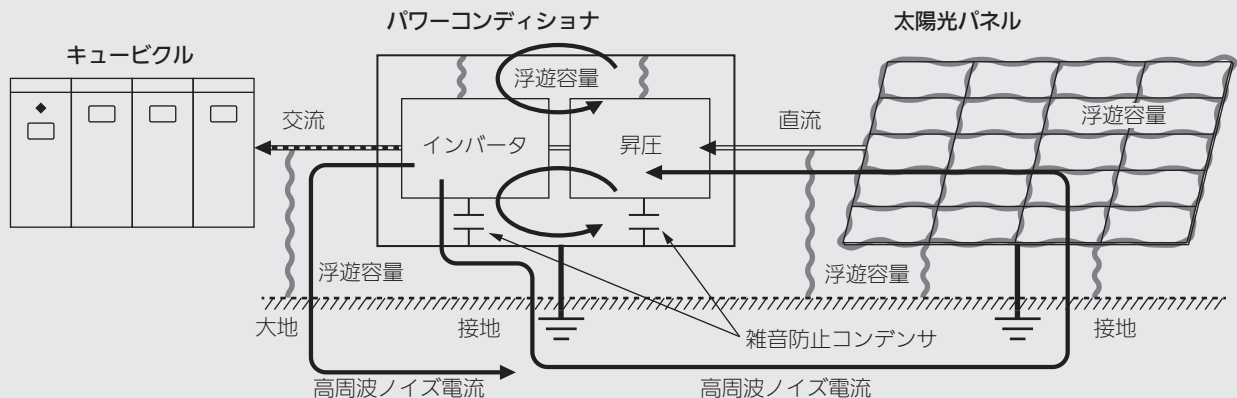 パワーコンディショナ
太陽光パネル
キュービクル
浮遊容量
浮遊容量
交流
インバータ
昇圧
直流
浮遊容量
浮遊容量
大地
接地
雑音防止コンデンサ
接地
高周波ノイズ電流
高周波ノイズ電流